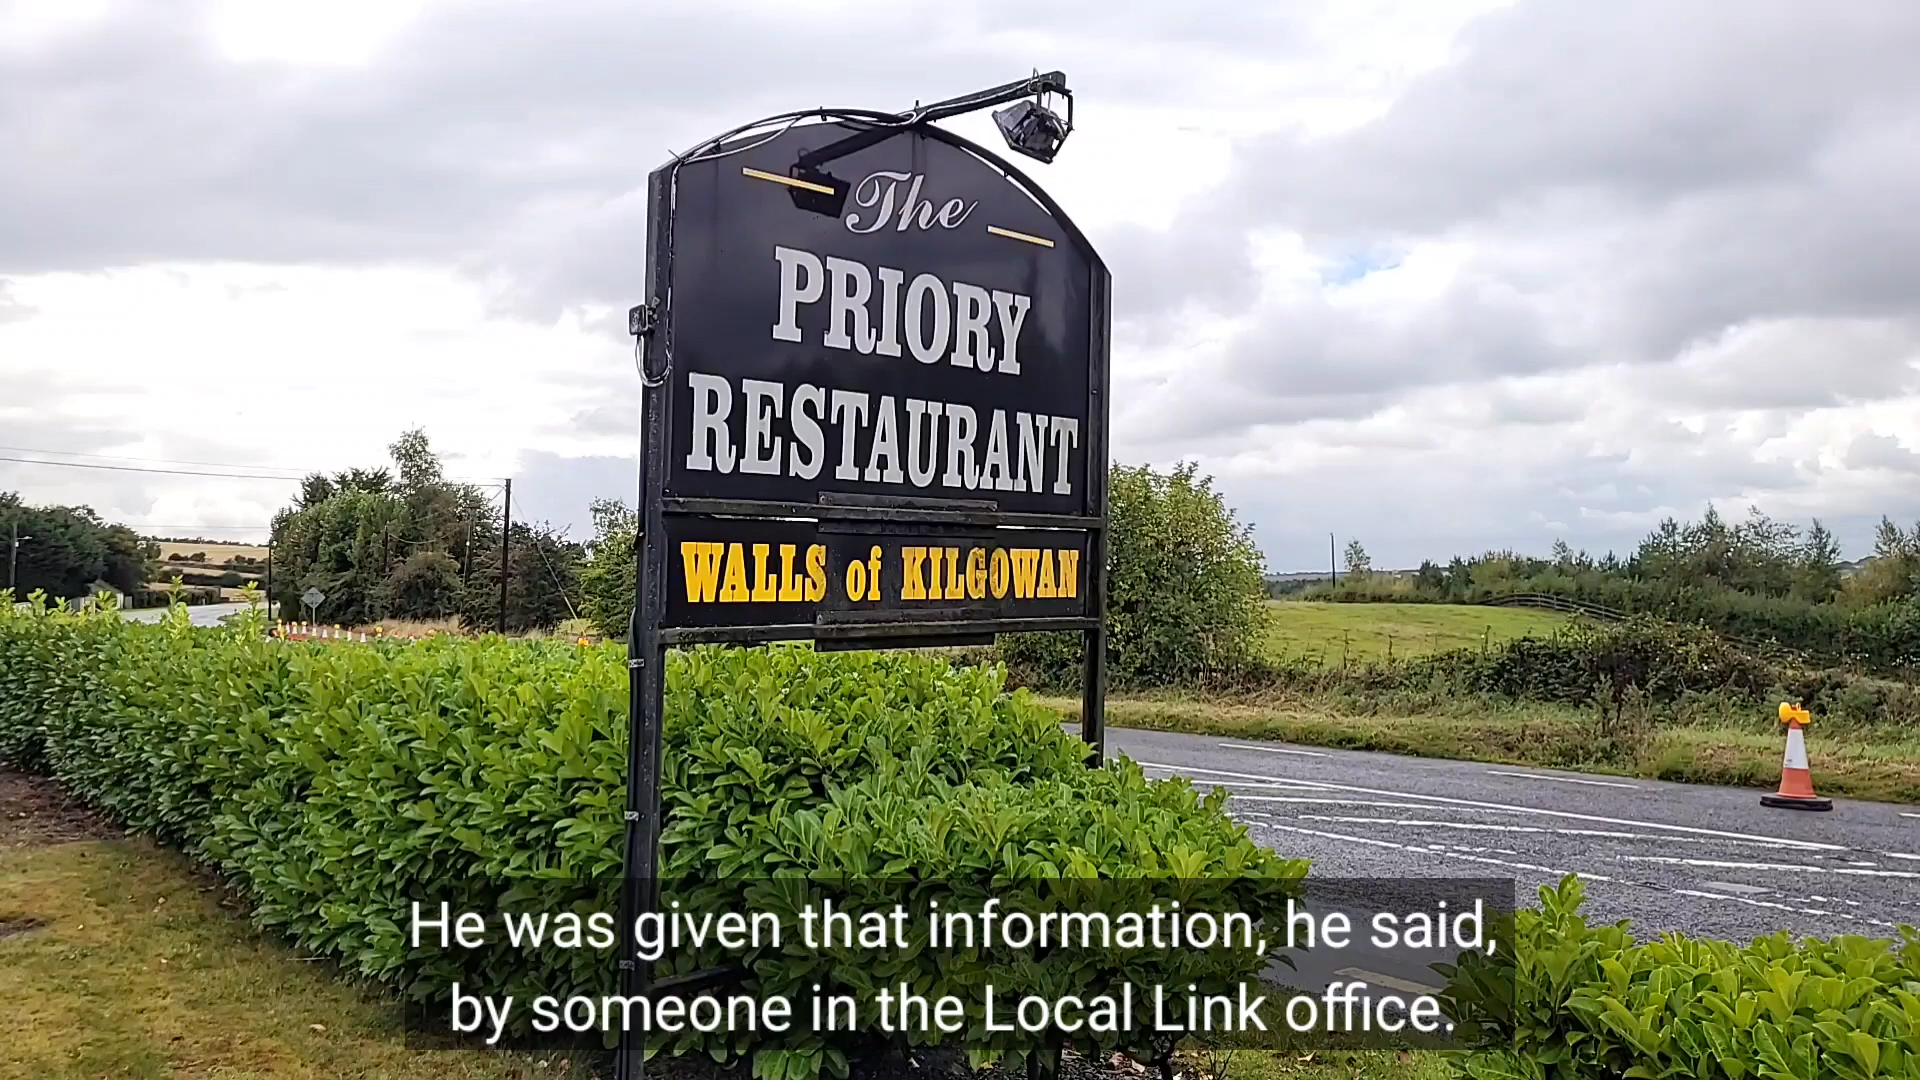 The
PRIORY
RESTAURANT
WALLS of KILGOWAN
He was given that information, he said,
by someone in the Local Link office.